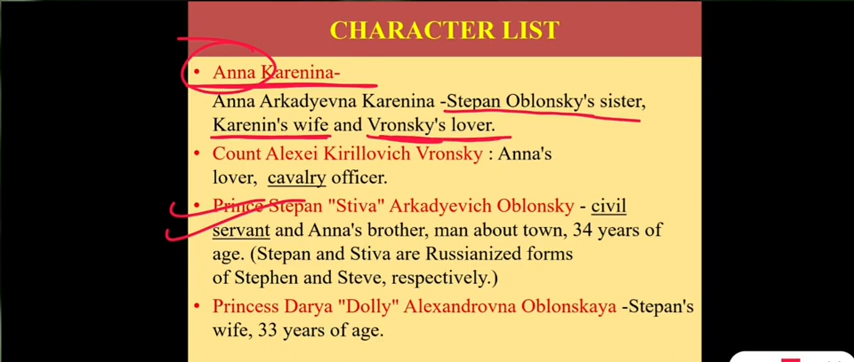 CHARACTER LIST
• Anna Karenina-
Anna Arkadyevna Karenina -Stepan Oblonsky's sister,
Karenin's wife and Vronsky's lover.
• Count Alexei Kirillovich Vronsky : Anna's
lover, cavalry officer.
• Prince Stepan "Stiva" Arkadyevich Oblonsky - civil
servant and Anna's brother, man about town, 34 years of
age. (Stepan and Stiva are Russianized forms
of Stephen and Steve, respectively.)
• Princess Darya "Dolly" Alexandrovna Oblonskaya -Stepan's
wife, 33 years of age.